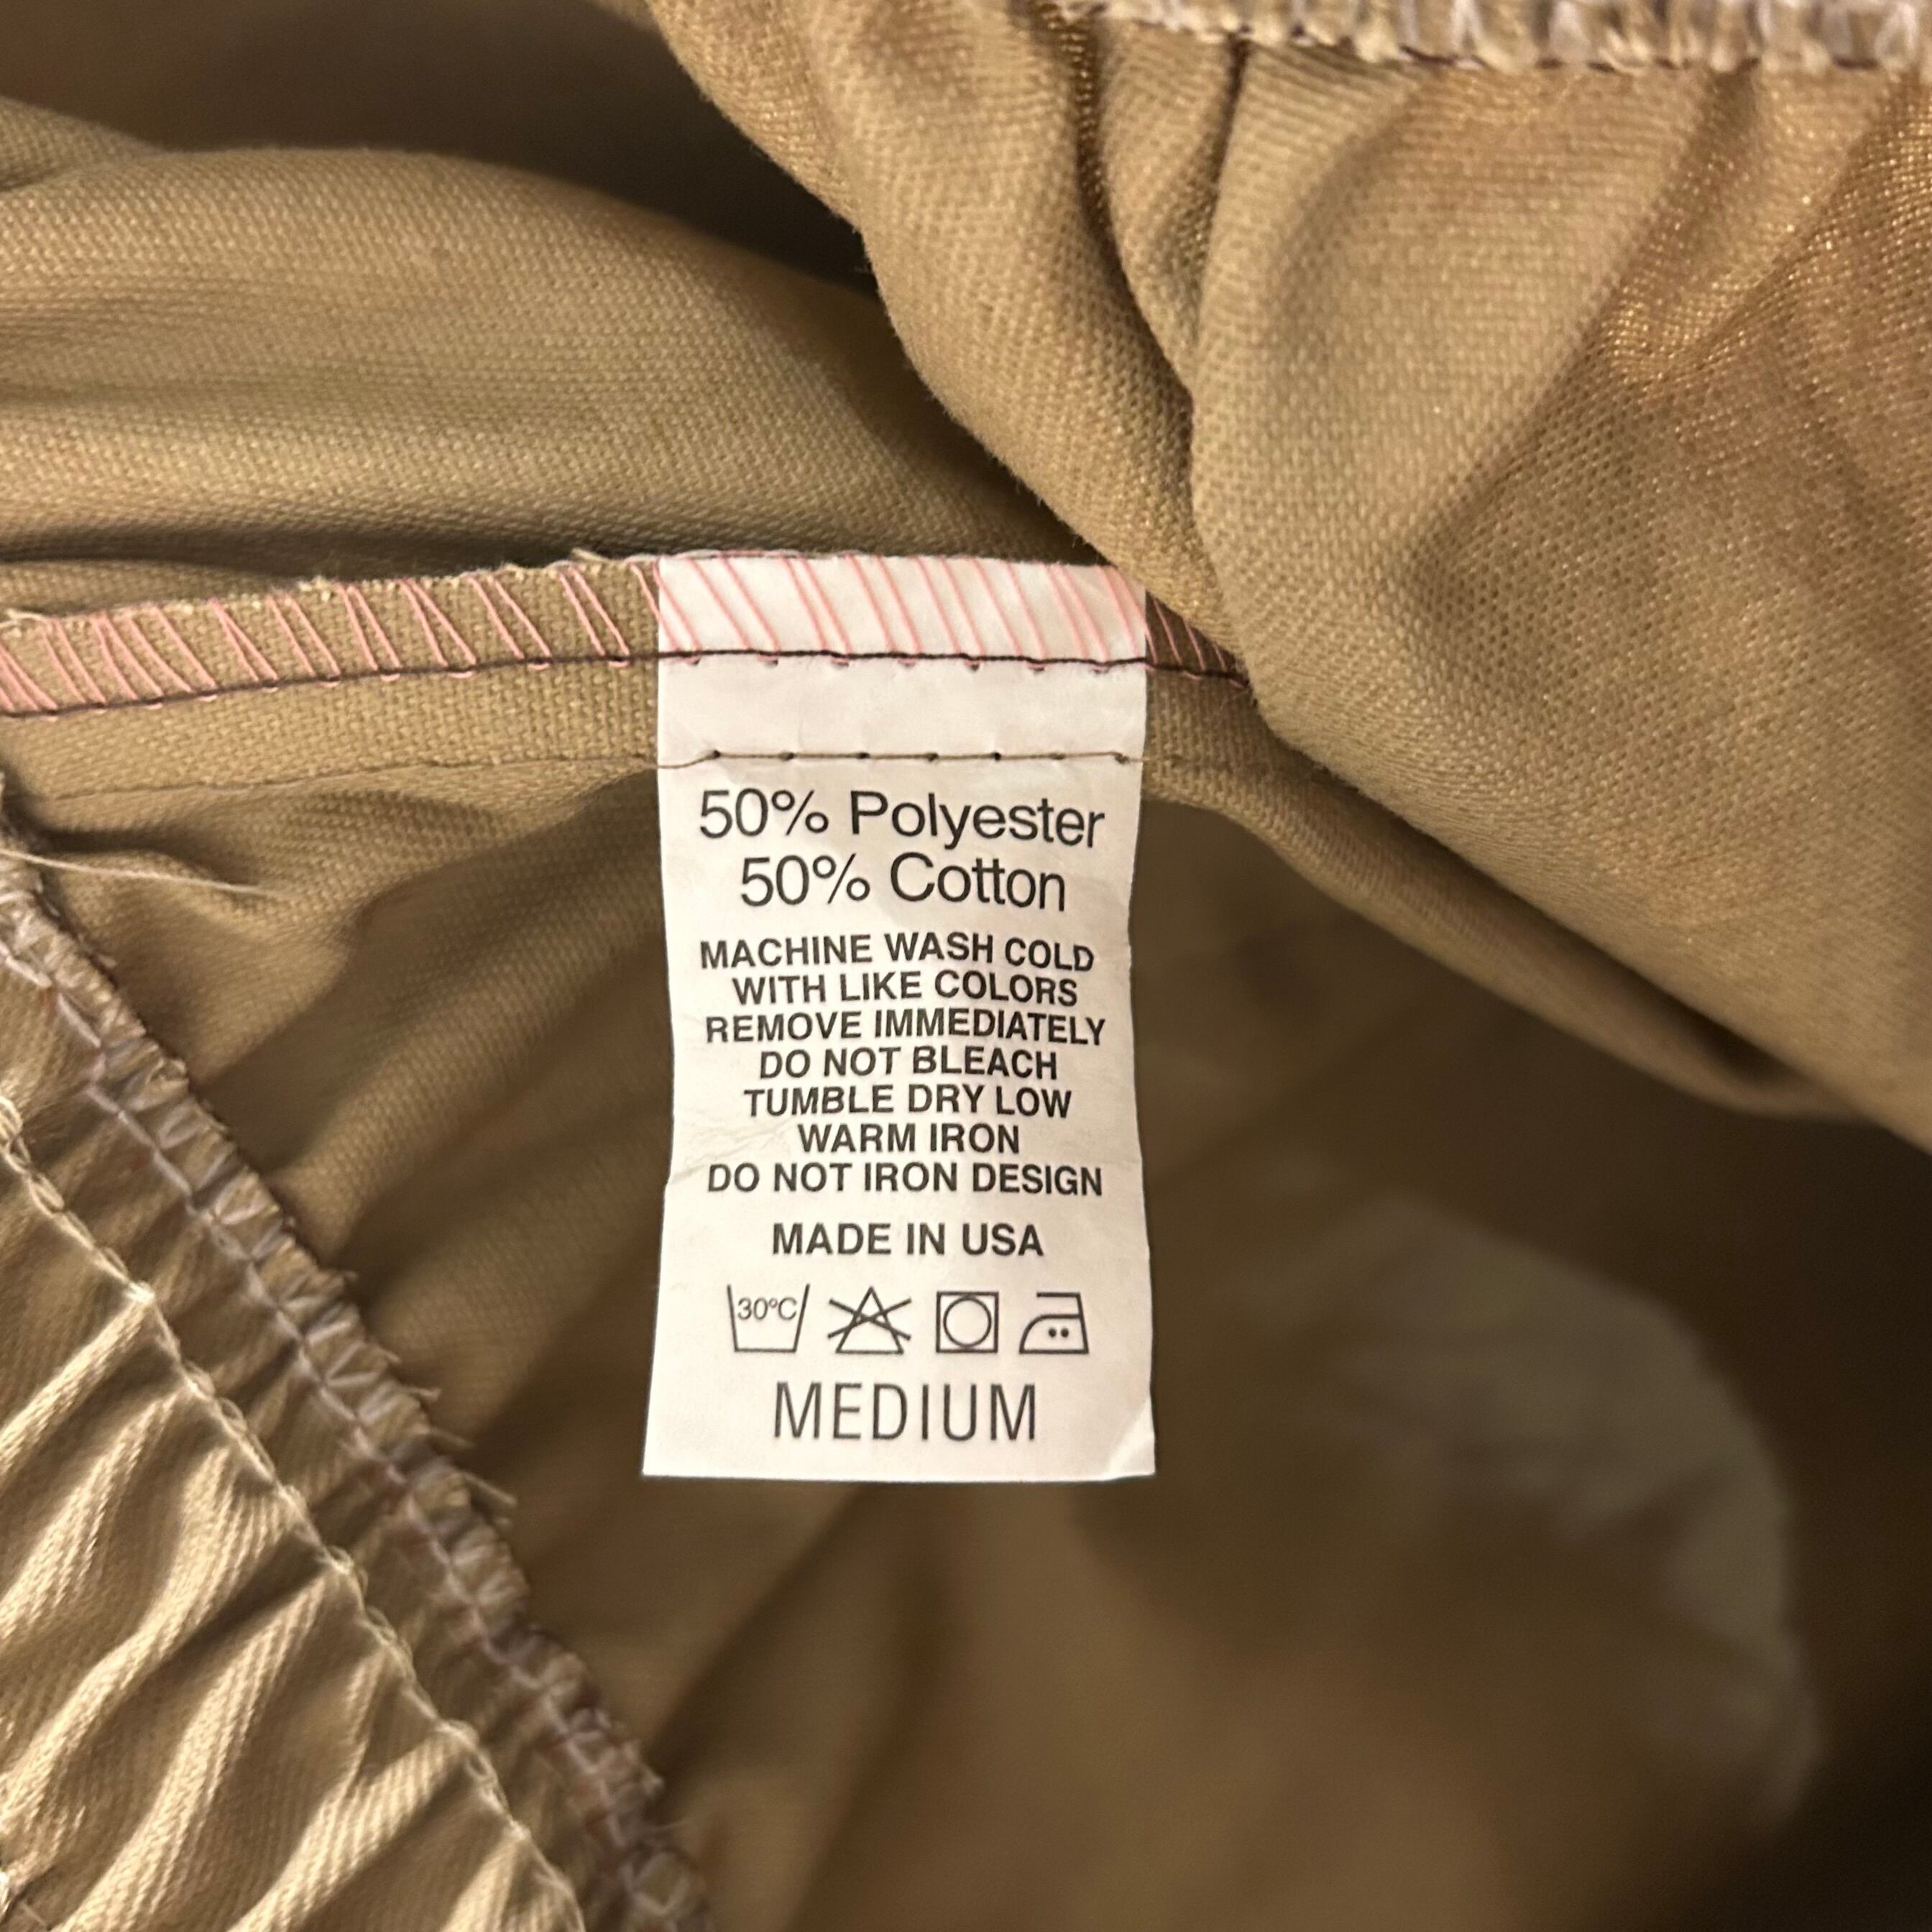 50% Polyester
50% Cotton
MACHINE WASH COLD
WITH LIKE COLORS
REMOVE IMMEDIATELY
DO NOT BLEACH
TUMBLE DRY LOW
WARM IRON
DO NOT IRON DESIGN
MADE IN USA
30°C
MEDIUM